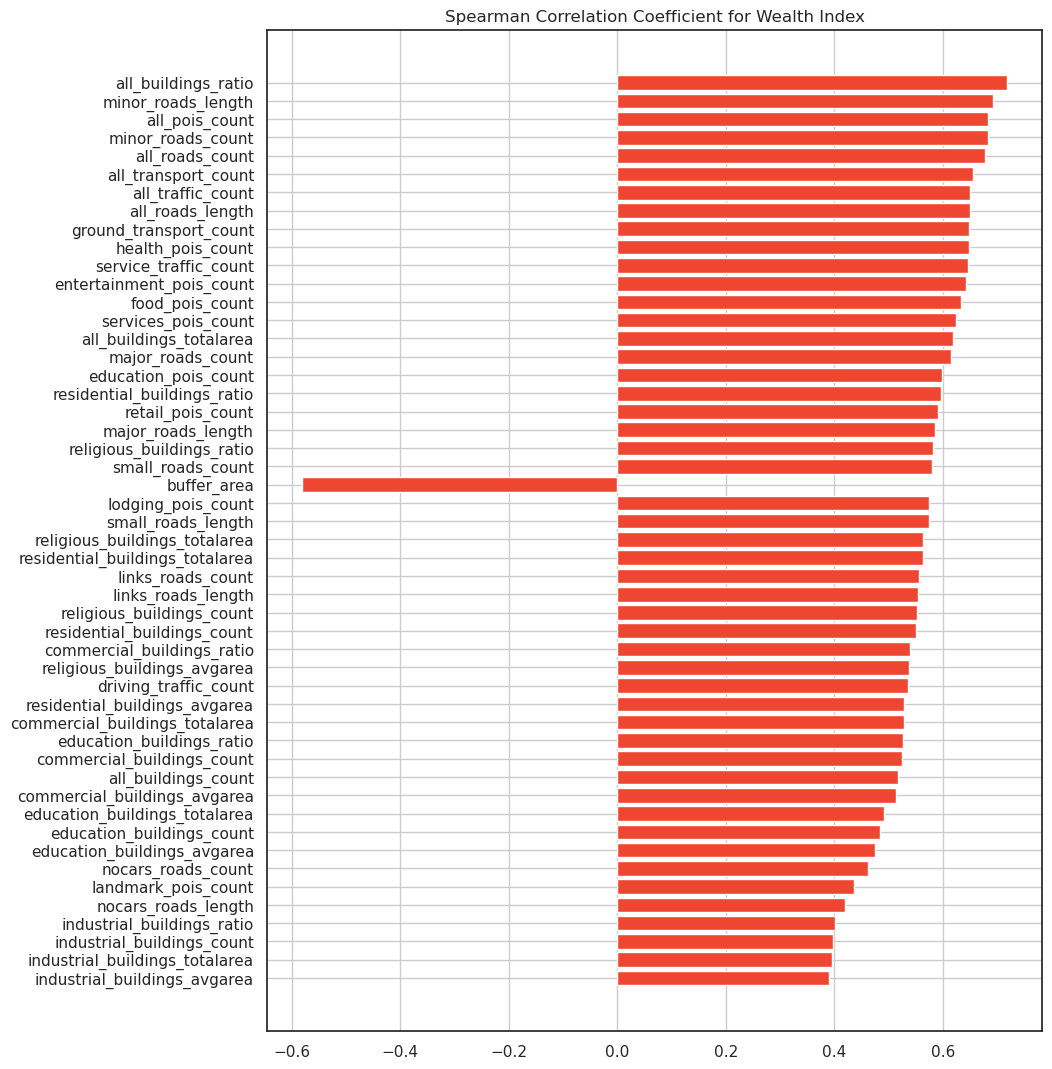 Spearman Correlation Coefficient for Wealth Index
all_buildings_ratio
minor_roads_length
all_pois_count
minor_roads_count
all_roads_count
all_transport_count
all_traffic_count
all_roads_length
ground_transport_count
health_pois_count
service_traffic_count
entertainment_pois_count
food_pois_count
services_pois_count
all_buildings_totalarea
major_roads_count
education_pois_count
residential_buildings_ratio
retail_pois_count
major_roads_length
religious_buildings_ratio
small_roads_count
buffer_area
lodging_pois_count
small_roads_length
religious_buildings_totalarea
residential_buildings_totalarea
links_roads_count
links_roads_length
religious_buildings_count
residential_buildings_count
commercial_buildings_ratio
religious_buildings_avgarea
driving_traffic_count
residential_buildings_avgarea
commercial_buildings_totalarea
education_buildings_ratio
commercial_buildings_count
all_buildings_count
commercial_buildings_avgarea
education_buildings_totalarea
education_buildings_count
education_buildings_avgarea
nocars_roads_count
landmark_pois_count
nocars_roads_length
industrial_buildings_ratio
industrial_buildings_count
industrial_buildings_totalarea
industrial_buildings_avgarea
−0.6 −0.4 −0.2 0.0 0.2 0.4 0.6